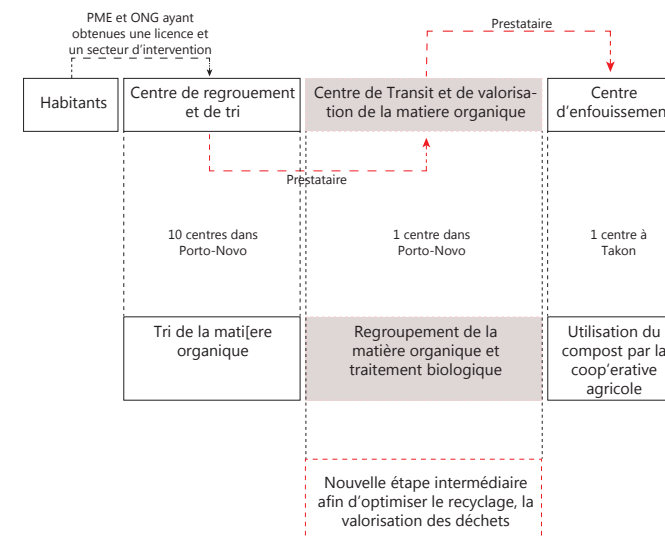 PME et ONG ayant
obtenues une licence et
un secteur d'intervention
Prestataire
Habitants
Centre de regrouement
et de tri
Centre de Transit et de valorisa-
tion de la matiere organique
Centre
d'enfouissement
Prestataire
10 centres dans
Porto-Novo
1 centre dans
Porto-Novo
1 centre à
Takon
Tri de la mati[ere
organique
Regroupement de la
matière organique et
traitement biologique
Utilisation du
compost par la
coop'erative
agricole
Nouvelle étape intermédiaire
afin d'optimiser le recyclage, la
valorisation des déchets